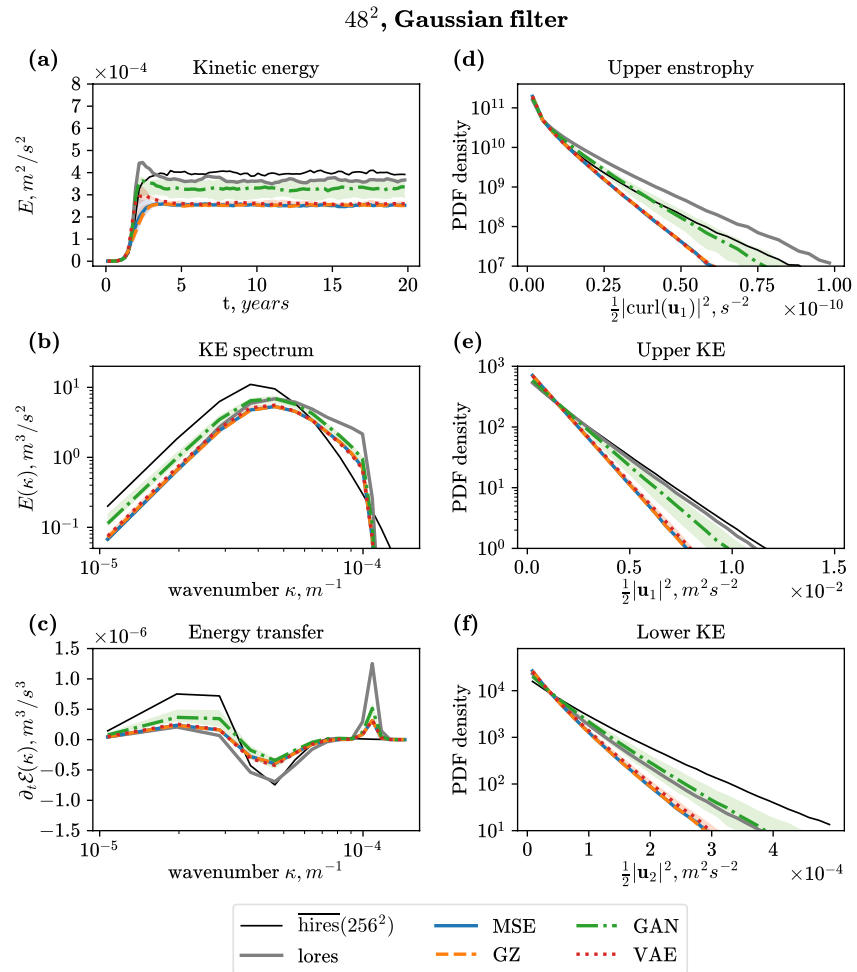 48², Gaussian filter
(a)
×10⁻⁴
Kinetic energy
8
7
6
5
4
3
2
1
0
E, m²/s²
0
5
10
15
20
t, years
(d)
Upper enstrophy
10¹¹
10¹⁰
10⁹
10⁸
10⁷
PDF density
0.00
0.25
0.50
0.75
1.00
½|curl(u₁)|², s⁻²
×10⁻¹⁰
(b)
KE spectrum
10¹
10⁰
10⁻¹
E(κ), m³/s²
10⁻⁵
10⁻⁴
wavenumber κ, m⁻¹
(e)
Upper KE
10³
10²
10¹
10⁰
PDF density
0.0
0.5
1.0
1.5
½|u₁|², m²s⁻²
×10⁻²
(c)
×10⁻⁶
Energy transfer
1.5
1.0
0.5
0.0
−0.5
−1.0
−1.5
∂ₜℰ(κ), m³/s³
10⁻⁵
10⁻⁴
wavenumber κ, m⁻¹
(f)
Lower KE
10⁴
10³
10²
10¹
PDF density
0
1
2
3
4
½|u₂|², m²s⁻²
×10⁻⁴
h̅i̅r̅e̅s̅(256²)
MSE
GAN
lores
GZ
VAE